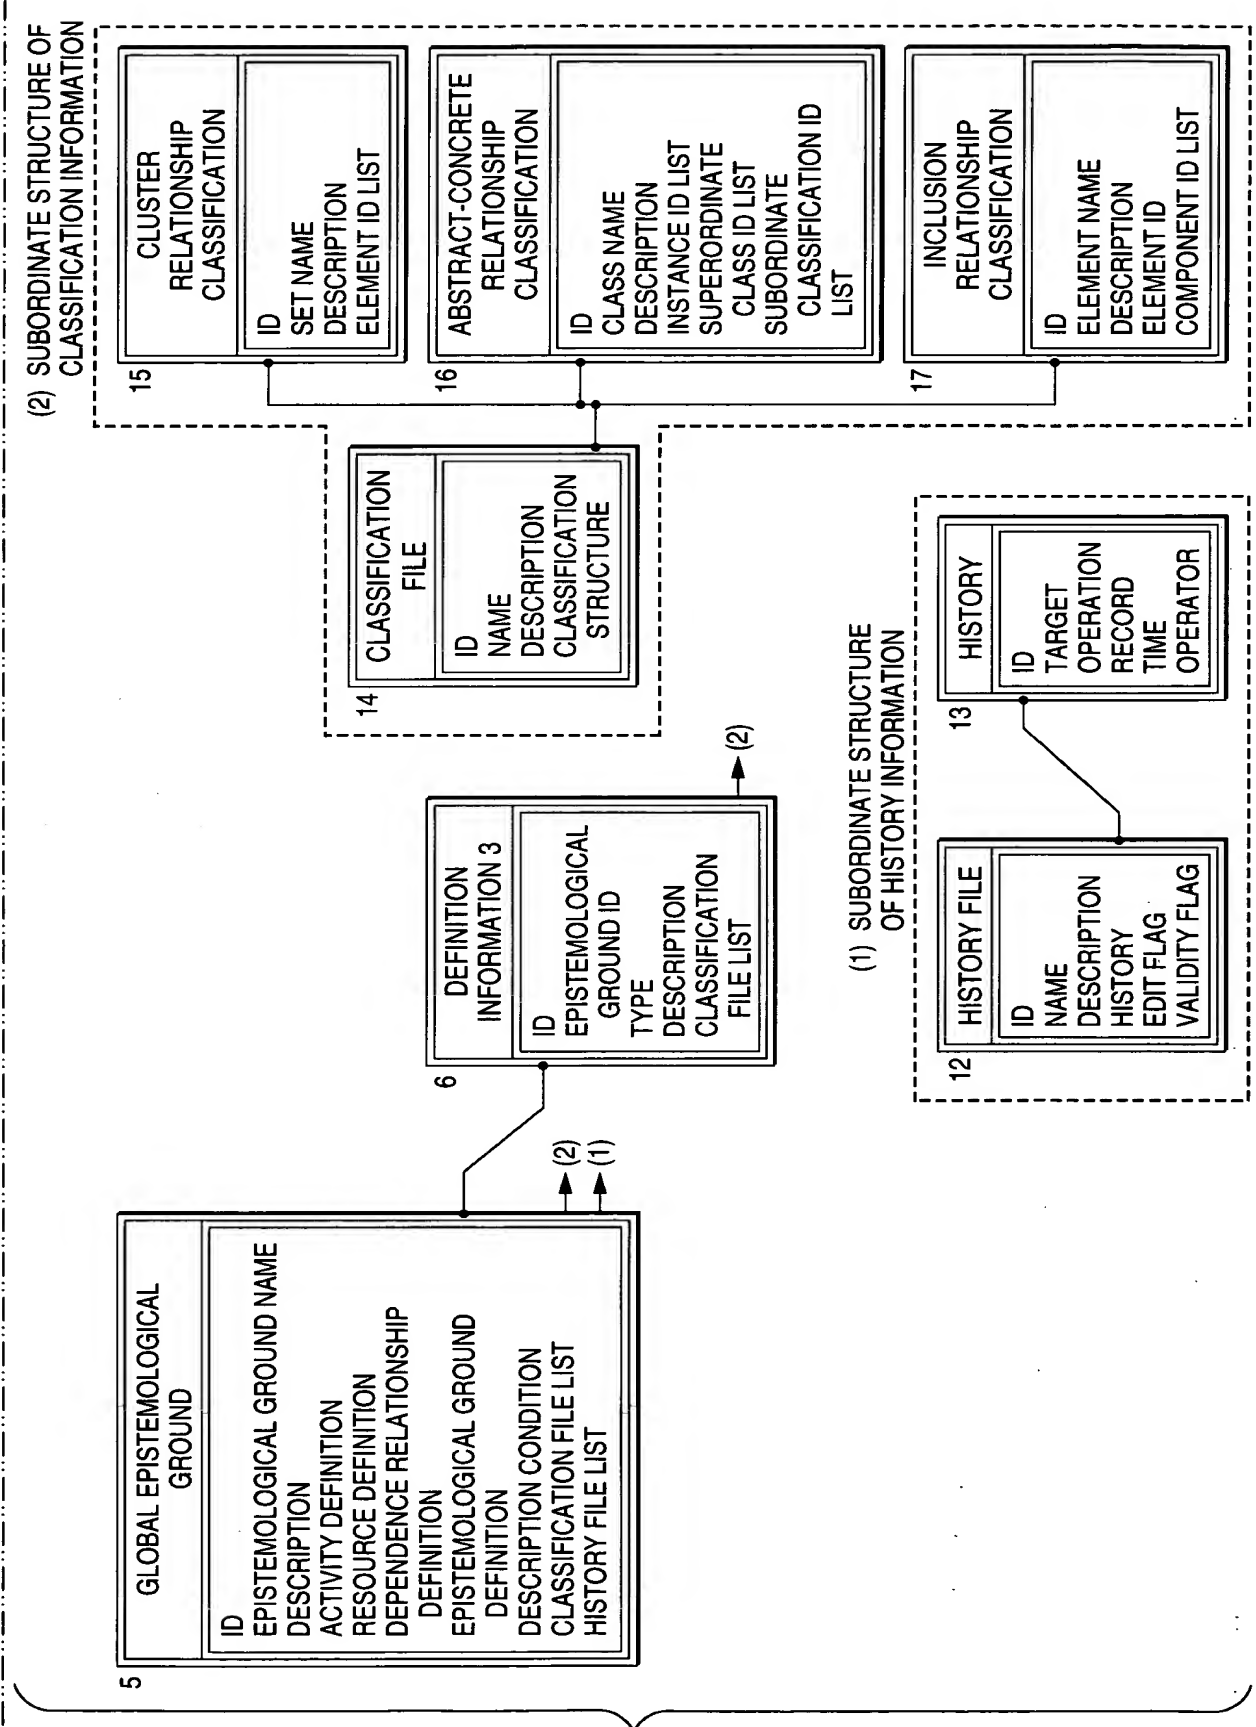 5
GLOBAL EPISTEMOLOGICAL
GROUND
ID
EPISTEMOLOGICAL GROUND NAME
DESCRIPTION
ACTIVITY DEFINITION
RESOURCE DEFINITION
DEPENDENCE RELATIONSHIP
DEFINITION
EPISTEMOLOGICAL GROUND
DEFINITION
DESCRIPTION CONDITION
CLASSIFICATION FILE LIST
HISTORY FILE LIST
(2)
(1)
6
DEFINITION
INFORMATION 3
ID
EPISTEMOLOGICAL
GROUND ID
TYPE
DESCRIPTION
CLASSIFICATION
FILE LIST
(2)
(2) SUBORDINATE STRUCTURE OF
CLASSIFICATION INFORMATION
14
CLASSIFICATION
FILE
ID
NAME
DESCRIPTION
CLASSIFICATION
STRUCTURE
15
CLUSTER
RELATIONSHIP
CLASSIFICATION
ID
SET NAME
DESCRIPTION
ELEMENT ID LIST
16
ABSTRACT-CONCRETE
RELATIONSHIP
CLASSIFICATION
ID
CLASS NAME
DESCRIPTION
INSTANCE ID LIST
SUPERORDINATE
CLASS ID LIST
SUBORDINATE
CLASSIFICATION ID
LIST
17
INCLUSION
RELATIONSHIP
CLASSIFICATION
ID
ELEMENT NAME
DESCRIPTION
ELEMENT ID
COMPONENT ID LIST
(1) SUBORDINATE STRUCTURE
OF HISTORY INFORMATION
12
HISTORY FILE
ID
NAME
DESCRIPTION
HISTORY
EDIT FLAG
VALIDITY FLAG
13
HISTORY
ID
TARGET
OPERATION
RECORD
TIME
OPERATOR